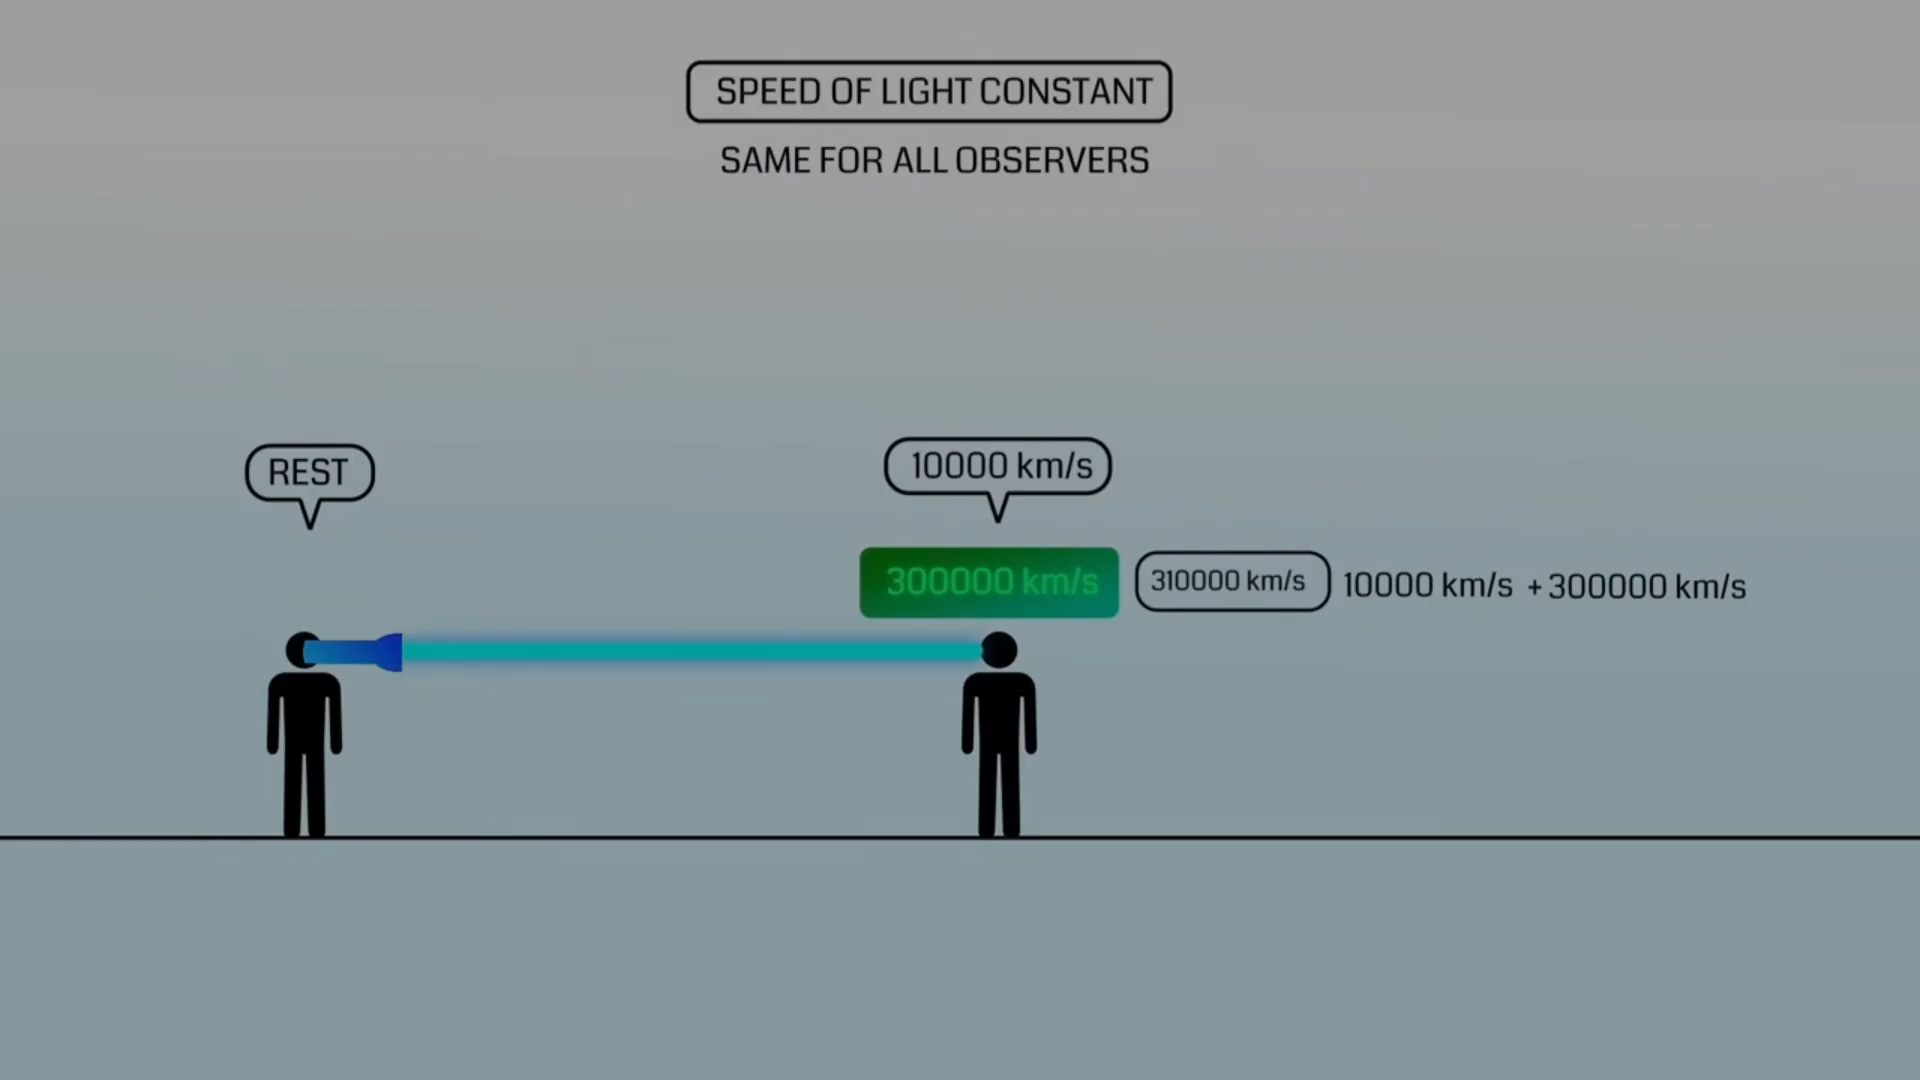 SPEED OF LIGHT CONSTANT
SAME FOR ALL OBSERVERS
REST
10000 km/s
300000 km/s
310000 km/s
10000 km/s + 300000 km/s